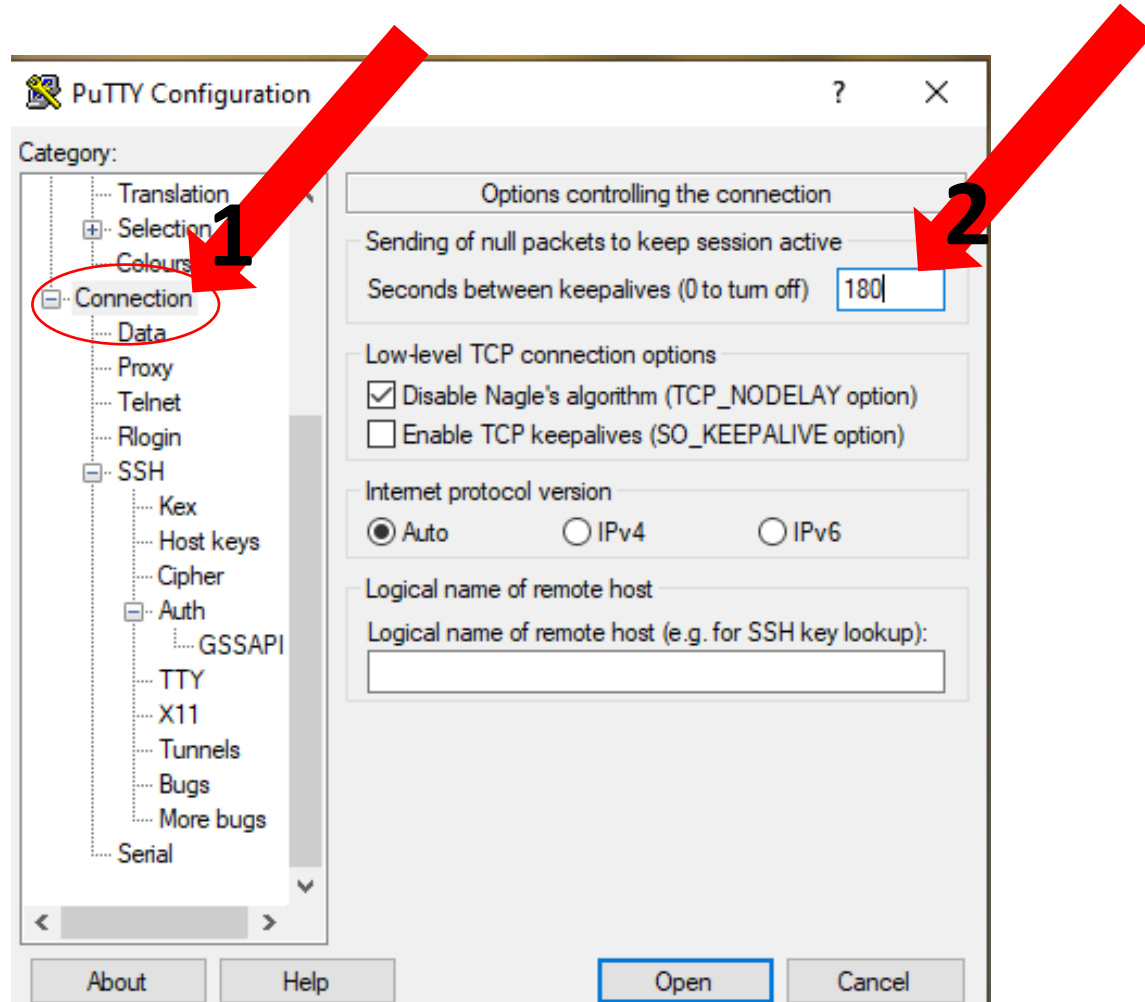 PuTTY Configuration
?
Category:
Translation
Selection
Colours
Connection
Data
Proxy
Telnet
Rlogin
SSH
Kex
Host keys
Cipher
Auth
GSSAPI
TTY
X11
Tunnels
Bugs
More bugs
Serial
1
2
Options controlling the connection
Sending of null packets to keep session active
Seconds between keepalives (0 to turn off) 180
Low-level TCP connection options
Disable Nagle's algorithm (TCP_NODELAY option)
Enable TCP keepalives (SO_KEEPALIVE option)
Internet protocol version
Auto IPv4 IPv6
Logical name of remote host
Logical name of remote host (e.g. for SSH key lookup):
About Help Open Cancel